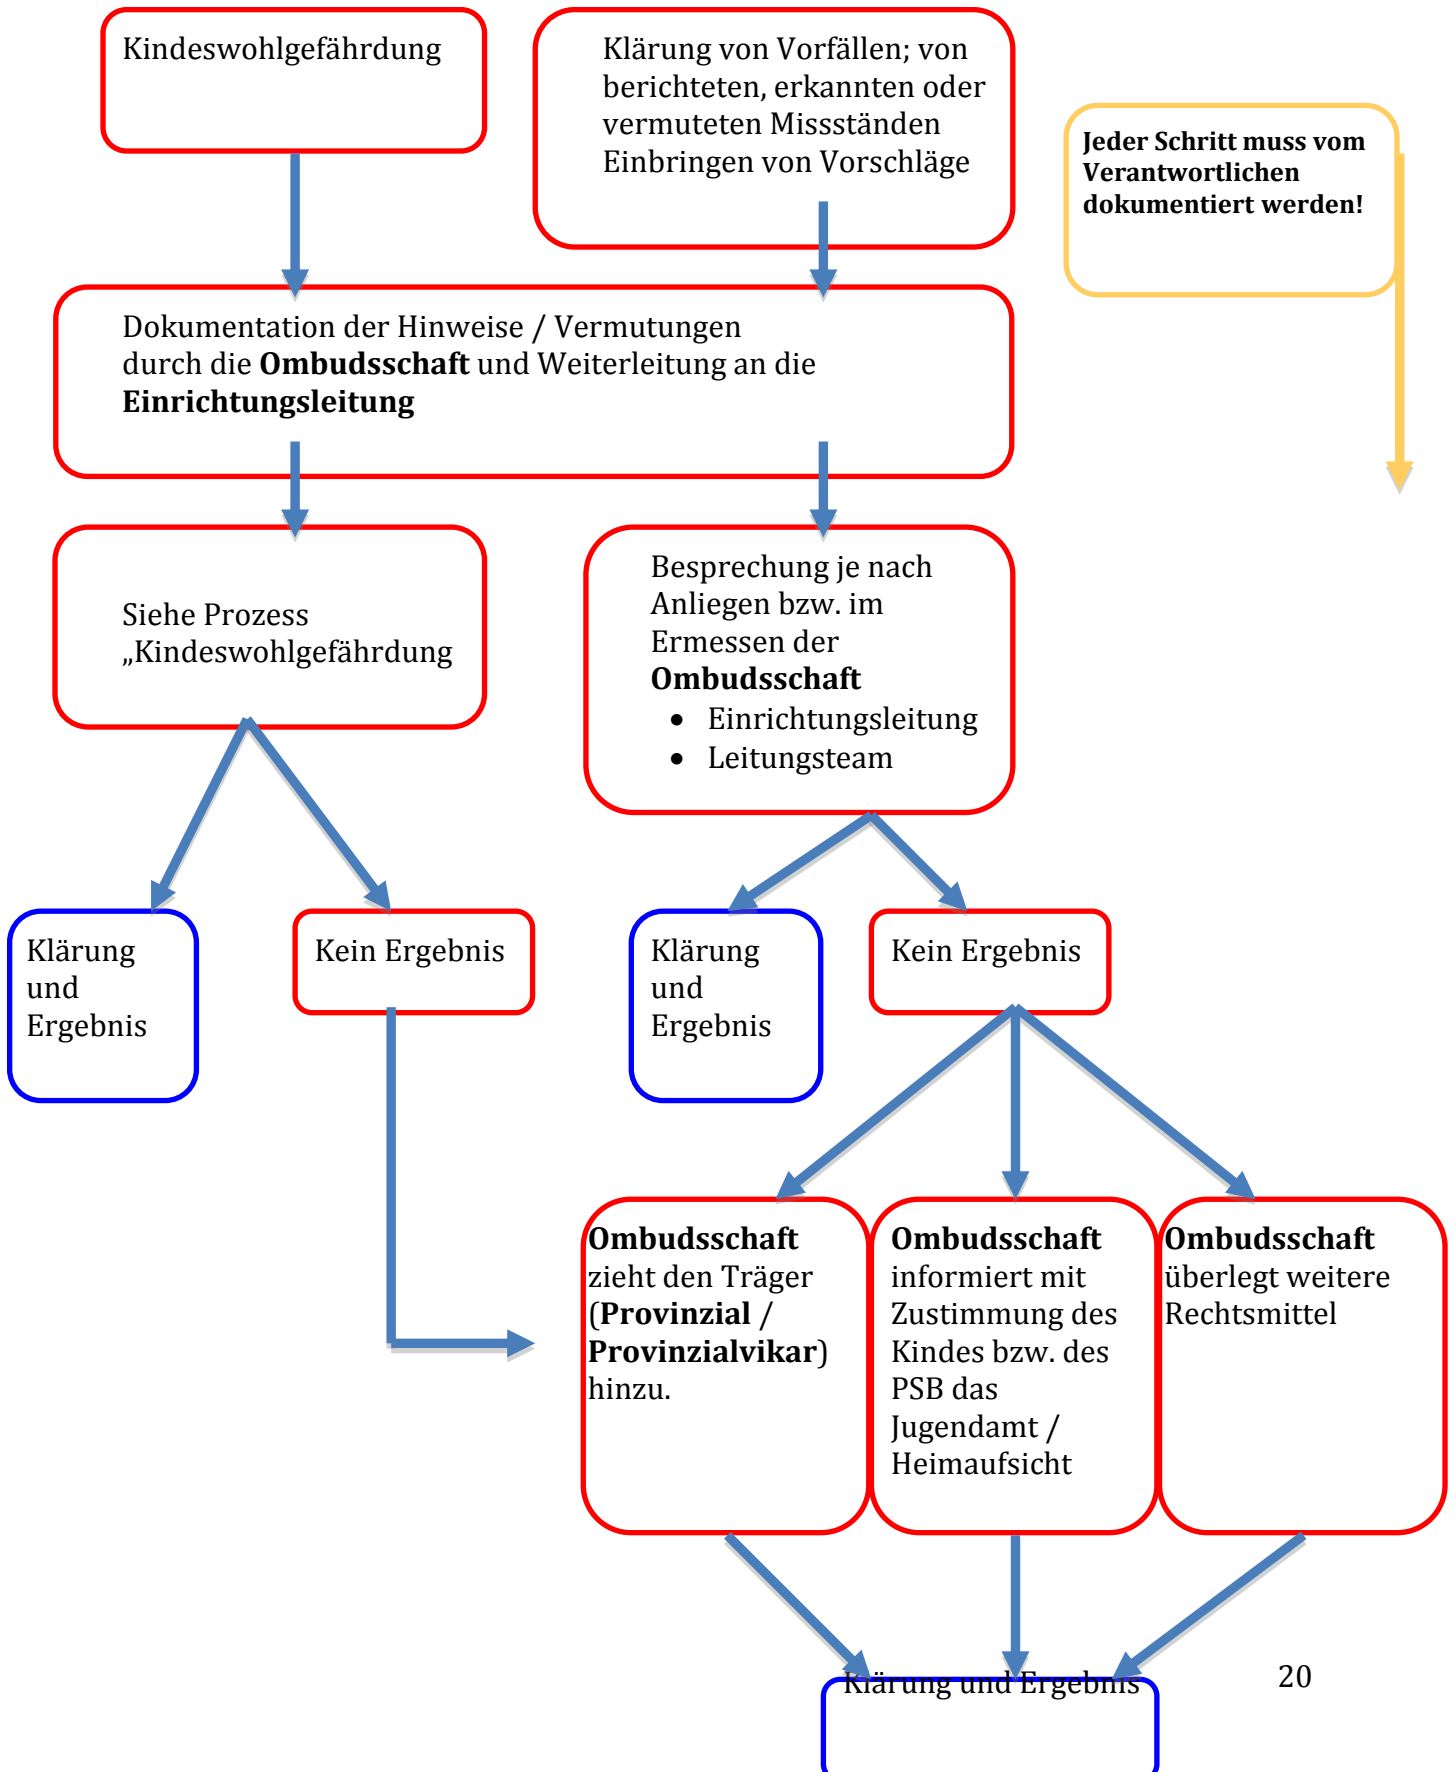 Kindeswohlgefährdung
Klärung von Vorfällen; von
berichteten, erkannten oder
vermuteten Missständen
Einbringen von Vorschläge
Jeder Schritt muss vom
Verantwortlichen
dokumentiert werden!
Dokumentation der Hinweise / Vermutungen
durch die Ombudsschaft und Weiterleitung an die
Einrichtungsleitung
Siehe Prozess
„Kindeswohlgefährdung
Besprechung je nach
Anliegen bzw. im
Ermessen der
Ombudsschaft
• Einrichtungsleitung
• Leitungsteam
Klärung
und
Ergebnis
Kein Ergebnis
Klärung
und
Ergebnis
Kein Ergebnis
Ombudsschaft
zieht den Träger
(Provinzial /
Provinzialvikar)
hinzu.
Ombudsschaft
informiert mit
Zustimmung des
Kindes bzw. des
PSB das
Jugendamt /
Heimaufsicht
Ombudsschaft
überlegt weitere
Rechtsmittel
Klärung und Ergebnis
20